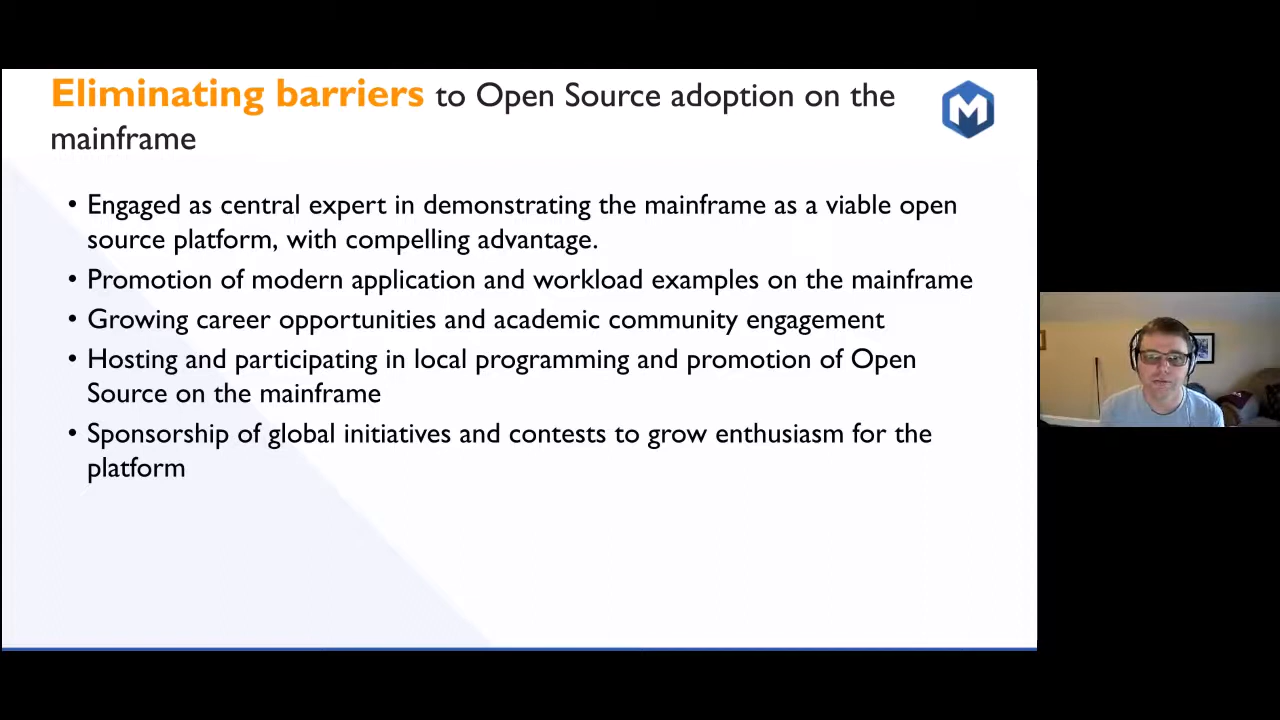 Eliminating barriers to Open Source adoption on the
mainframe
M
• Engaged as central expert in demonstrating the mainframe as a viable open
source platform, with compelling advantage.
• Promotion of modern application and workload examples on the mainframe
• Growing career opportunities and academic community engagement
• Hosting and participating in local programming and promotion of Open
Source on the mainframe
• Sponsorship of global initiatives and contests to grow enthusiasm for the
platform